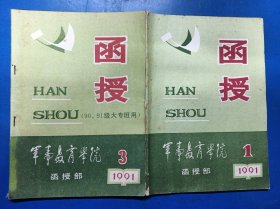 函
授
HAN
SHOU(90、91级大专班用)
军事教育学院 3
函授部 1991
函
授
HAN
SHOU
军事教育学院 1
函授部 1991